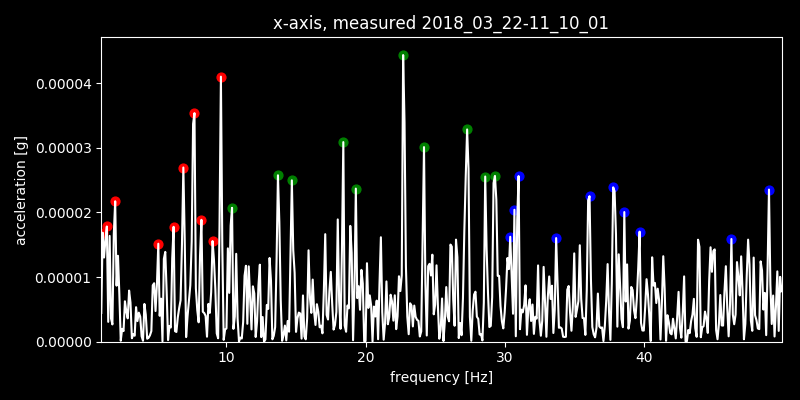 x-axis, measured 2018_03_22-11_10_01
0.00004
0.00003
0.00002
0.00001
0.00000
acceleration [g]
10 20 30 40
frequency [Hz]